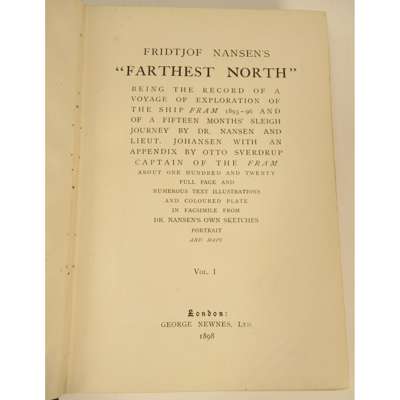 FRIDTJOF NANSEN'S
"FARTHEST NORTH"
BEING THE RECORD OF A
VOYAGE OF EXPLORATION OF
THE SHIP FRAM 1893-96 AND
OF A FIFTEEN MONTHS' SLEIGH
JOURNEY BY DR. NANSEN AND
LIEUT. JOHANSEN WITH AN
APPENDIX BY OTTO SVERDRUP
CAPTAIN OF THE FRAM
ABOUT ONE HUNDRED AND TWENTY
FULL PAGE AND
NUMEROUS TEXT ILLUSTRATIONS
AND COLOURED PLATE
IN FACSIMILE FROM
DR. NANSEN'S OWN SKETCHES
PORTRAIT
AND MAPS
VOL. I
London:
GEORGE NEWNES, LTD.
1898